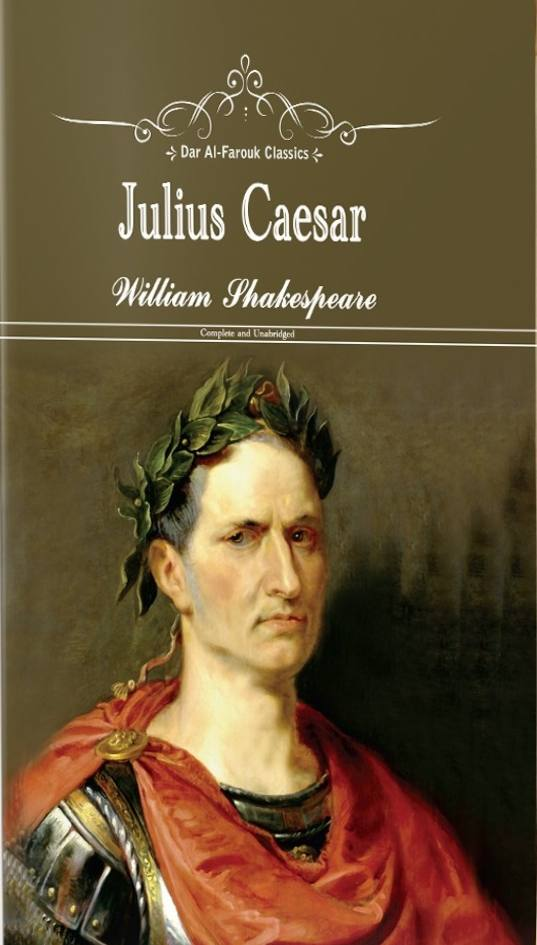 Dar Al-Farouk Classics
Julius Caesar
William Shakespeare
Complete and Unabridged